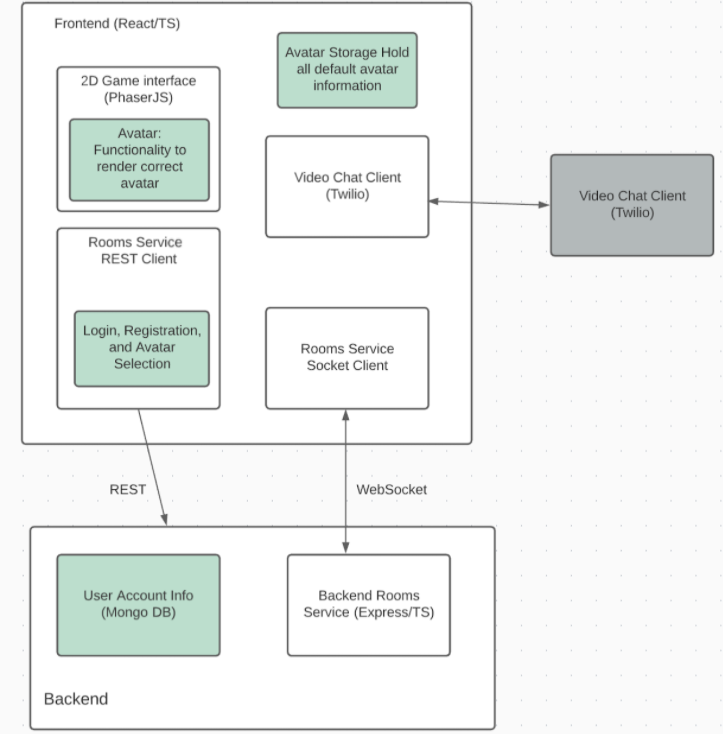 Frontend (React/TS)
2D Game interface
(PhaserJS)
Avatar:
Functionality to
render correct
avatar
Avatar Storage Hold
all default avatar
information
Video Chat Client
(Twilio)
Video Chat Client
(Twilio)
Rooms Service
REST Client
Login, Registration,
and Avatar
Selection
Rooms Service
Socket Client
REST
WebSocket
User Account Info
(Mongo DB)
Backend Rooms
Service (Express/TS)
Backend